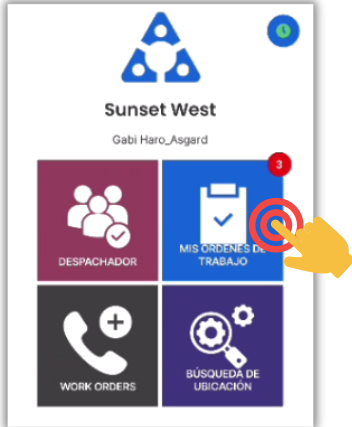 Sunset West
Gabi Haro_Asgard
3
DESPACHADOR
MIS ORDENES DE
TRABAJO
WORK ORDERS
BÚSQUEDA DE
UBICACIÓN